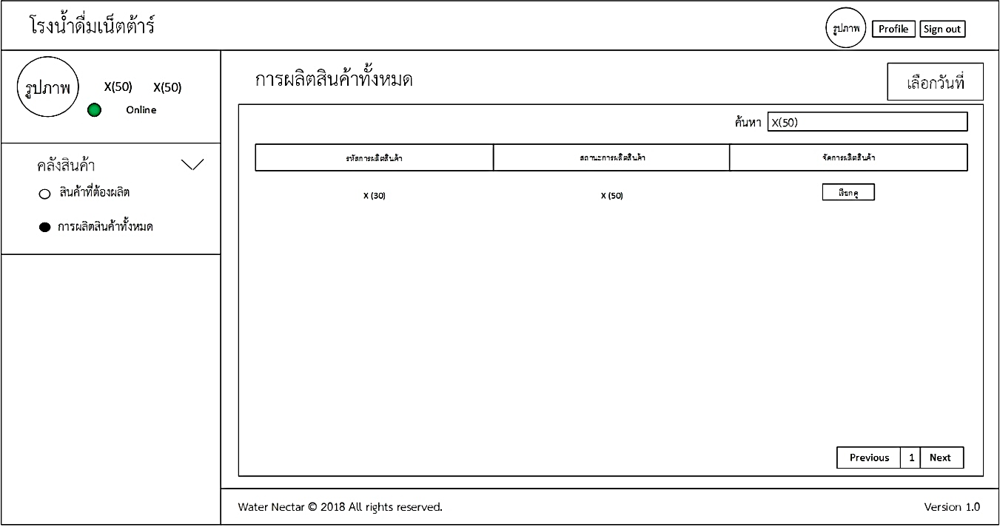 โรงน้ำดื่มเน็ตต้าร์
รูปภาพ Profile Sign out
รูปภาพ X(50) X(50)
Online
คลังสินค้า
สินค้าที่ต้องผลิต
การผลิตสินค้าทั้งหมด
การผลิตสินค้าทั้งหมด
เลือกวันที่
ค้นหา X(50)
รหัสการผลิตสินค้า สถานะการผลิตสินค้า จัดการผลิตสินค้า
X (30) X (50) เรียกดู
Previous 1 Next
Water Nectar © 2018 All rights reserved. Version 1.0